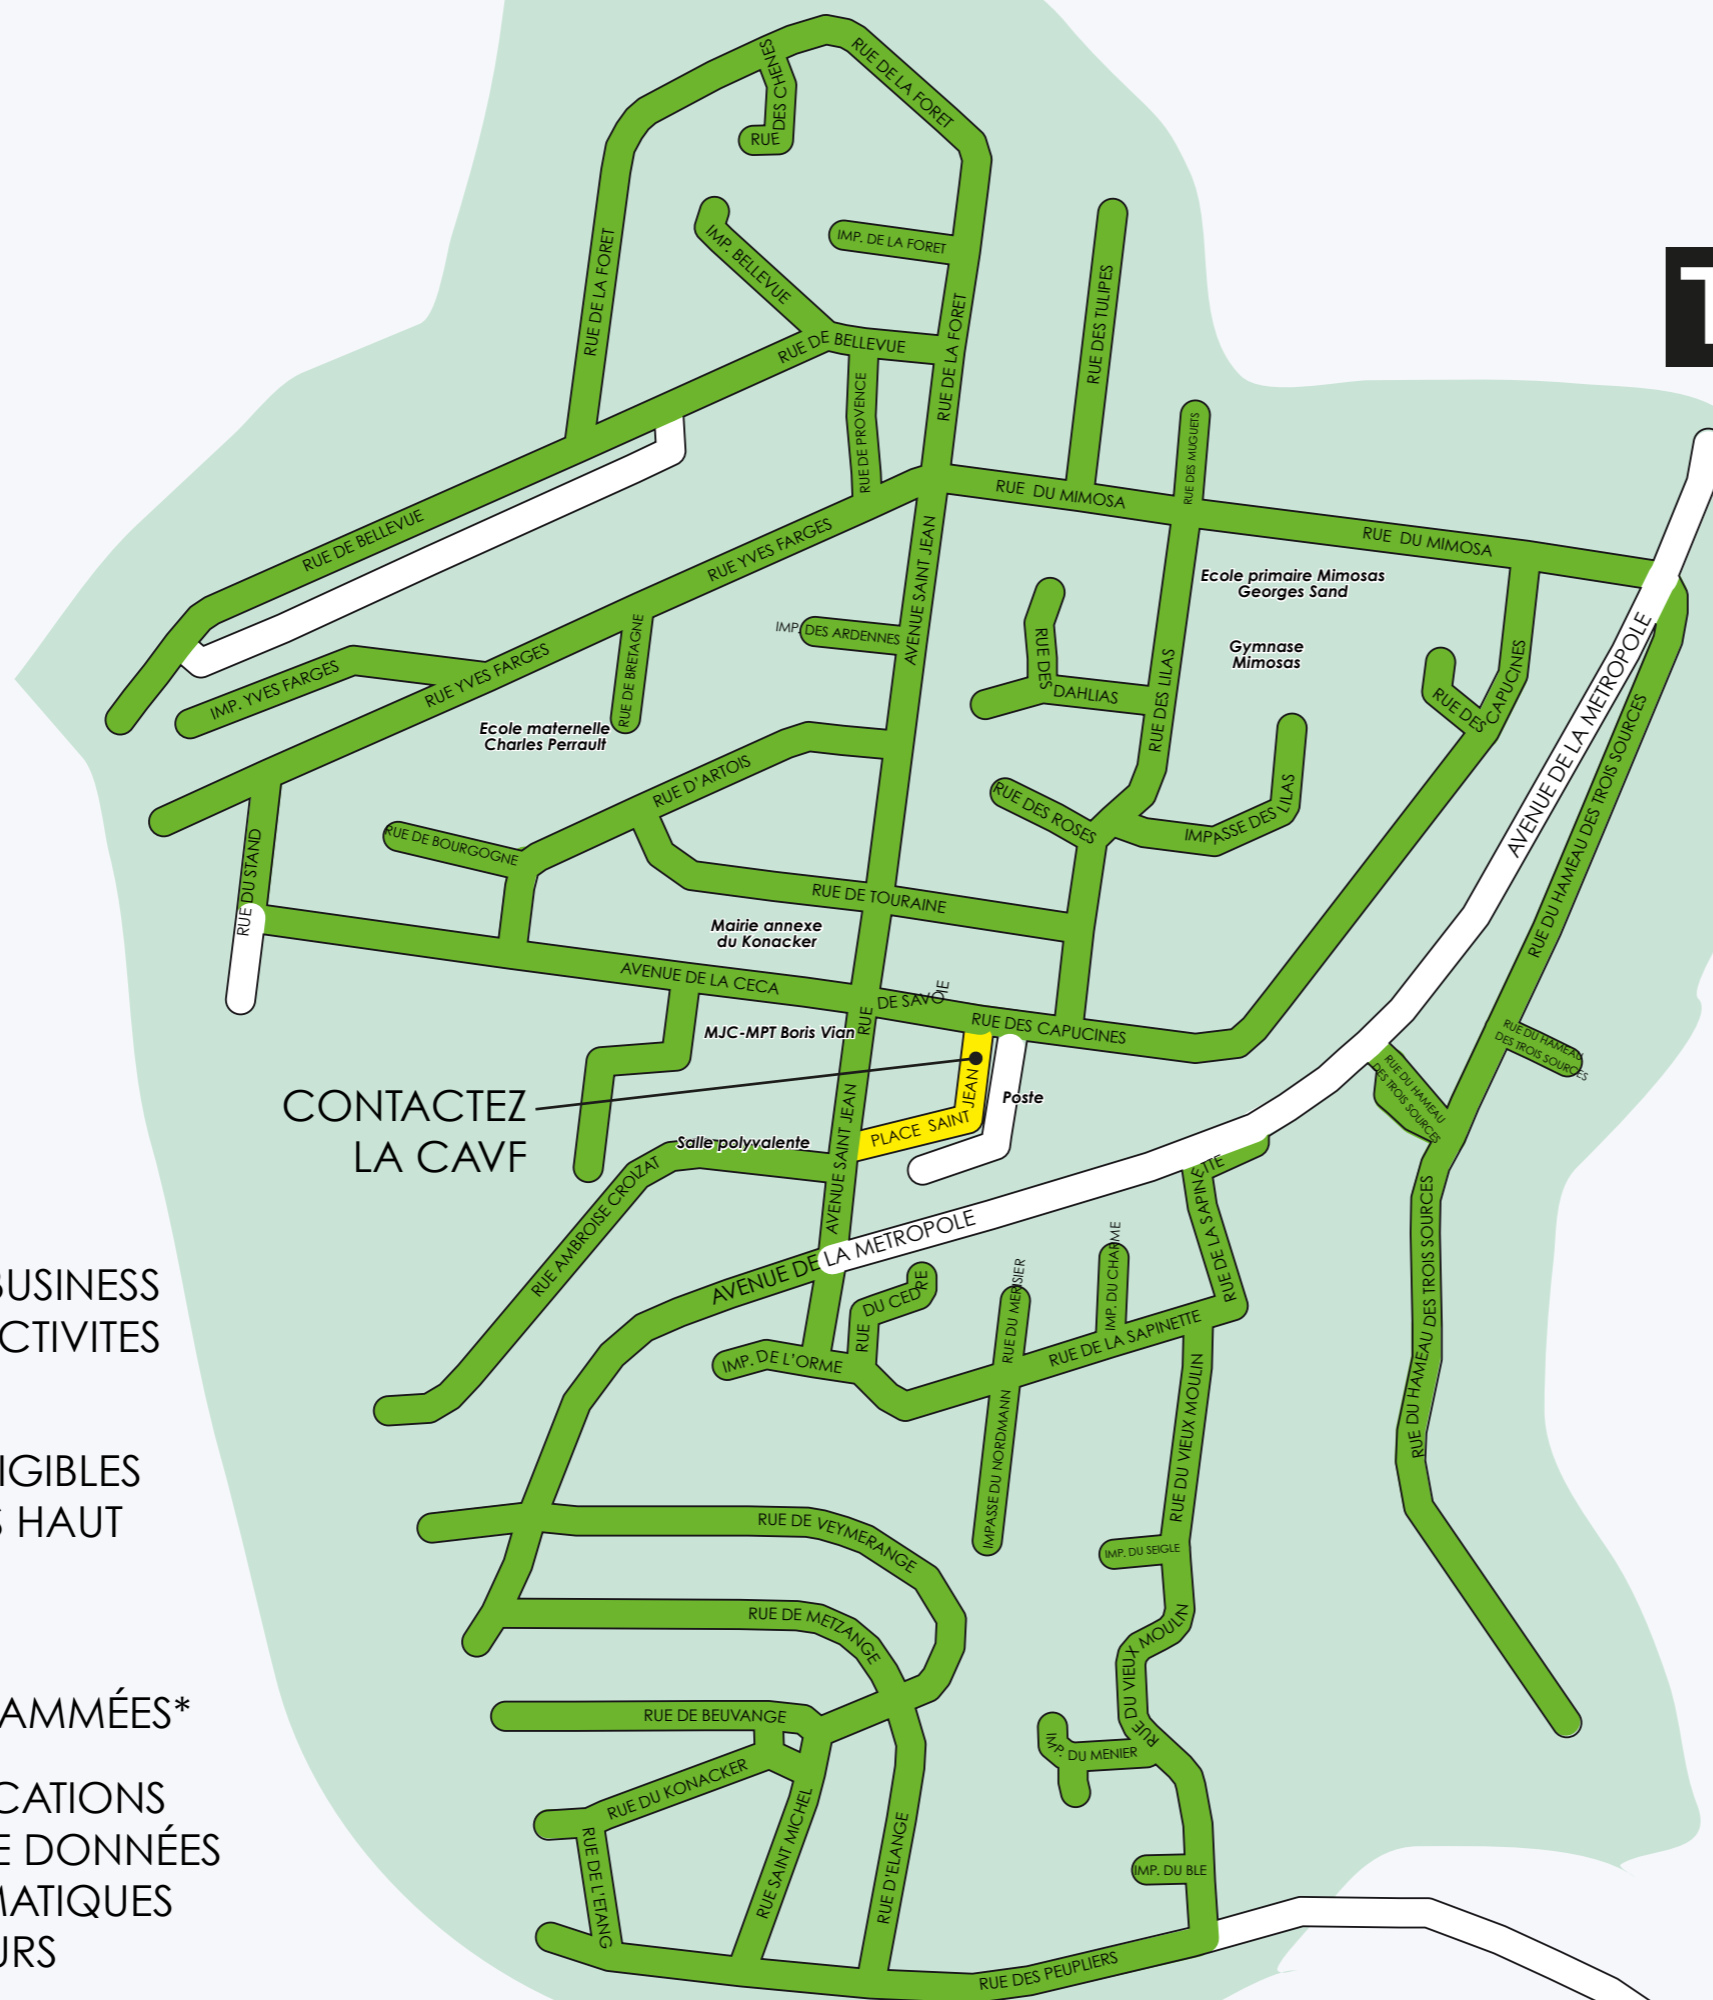 RUE DES CHENES
RUE DE LA FORET
RUE DE LA FORET
IMP. BELLEVUE
IMP. DE LA FORET
RUE DE BELLEVUE
RUE DE LA FORET
RUE DES TULIPES
RUE DE PROVENCE
RUE DES MUGUETS
RUE DU MIMOSA
RUE DU MIMOSA
RUE DE BELLEVUE
RUE YVES FARGES
AVENUE SAINT JEAN
Ecole primaire Mimosas
Georges Sand
Gymnase
Mimosas
IMP. DES ARDENNES
RUE DES DAHLIAS
RUE DES LILAS
RUE DES CAPUCINES
AVENUE DE LA METROPOLE
RUE DU HAMEAU DES TROIS SOURCES
IMP. YVES FARGES
RUE YVES FARGES
RUE DE BRETAGNE
Ecole maternelle
Charles Perrault
RUE D'ARTOIS
RUE DES ROSES
IMPASSE DES LILAS
RUE DE BOURGOGNE
RUE DU STAND
RUE DE TOURAINE
Mairie annexe
du Konacker
AVENUE DE LA CECA
RUE DE SAVOIE
RUE DES CAPUCINES
MJC-MPT Boris Vian
RUE DU HAMEAU
DES TROIS SOURCES
RUE DU HAMEAU
DES TROIS SOURCES
CONTACTEZ
LA CAVF
PLACE SAINT JEAN
Poste
Salle polyvalente
AVENUE SAINT JEAN
RUE AMBROISE CROIZAT
AVENUE DE LA METROPOLE
RUE DE LA SAPINETTE
RUE DU HAMEAU DES TROIS SOURCES
RUE DU CEDRE
RUE DU MERISIER
IMP. DU CHARME
IMP. DE L'ORME
RUE DE LA SAPINETTE
IMPASSE DU NORDMANN
RUE DU VIEUX MOULIN
IMP. DU SEIGLE
BUSINESS
CTIVITES
IGIBLES
S HAUT
RUE DE VEYMERANGE
RUE DE METZANGE
RUE DU VIEUX MOULIN
AMMÉES*
RUE DE BEUVANGE
IMP. DU MENIER
RUE DU KONACKER
RUE SAINT MICHEL
RUE D'ELANGE
RUE DE L'ETANG
IMP. DU BLE
CATIONS
E DONNÉES
MATIQUES
URS
RUE DES PEUPLIERS